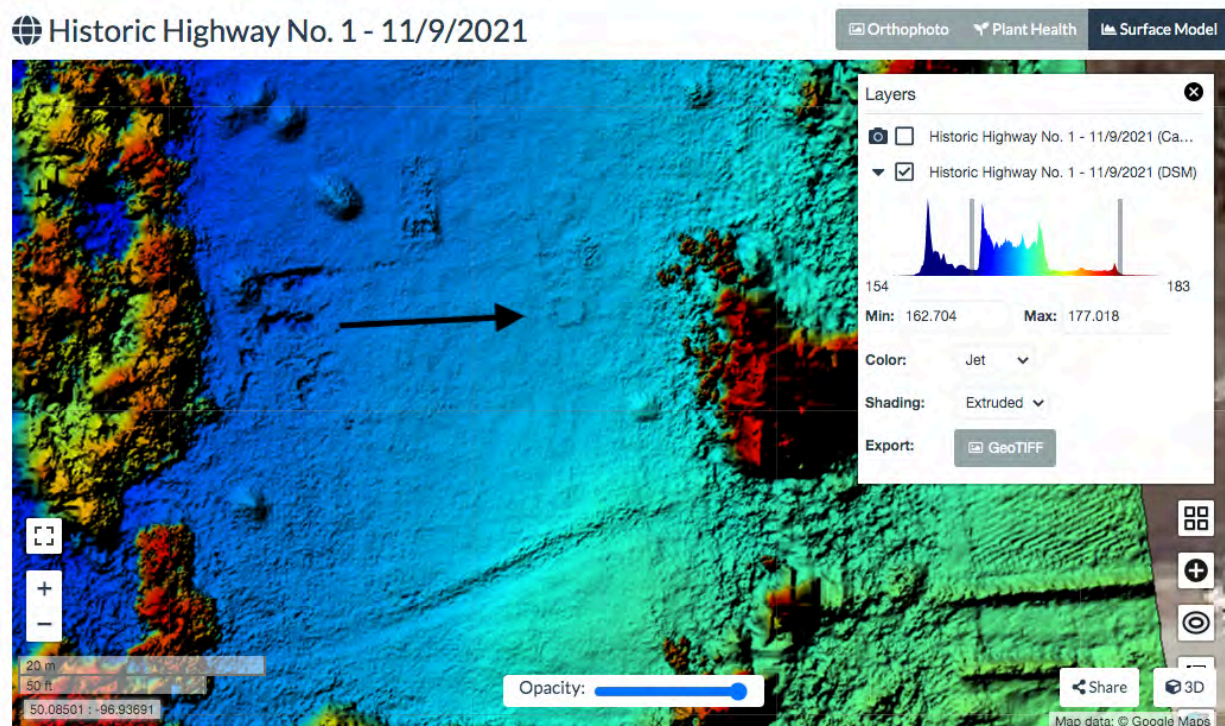 Historic Highway No. 1 - 11/9/2021
Orthophoto Plant Health Surface Model
Layers
Historic Highway No. 1 - 11/9/2021 (Ca...
Historic Highway No. 1 - 11/9/2021 (DSM)
154 183
Min: 162.704 Max: 177.018
Color: Jet
Shading: Extruded
Export: GeoTIFF
+
−
20 m
50 ft
50.08501 : -96.93691
Opacity:
Share 3D
Map data: © Google Maps